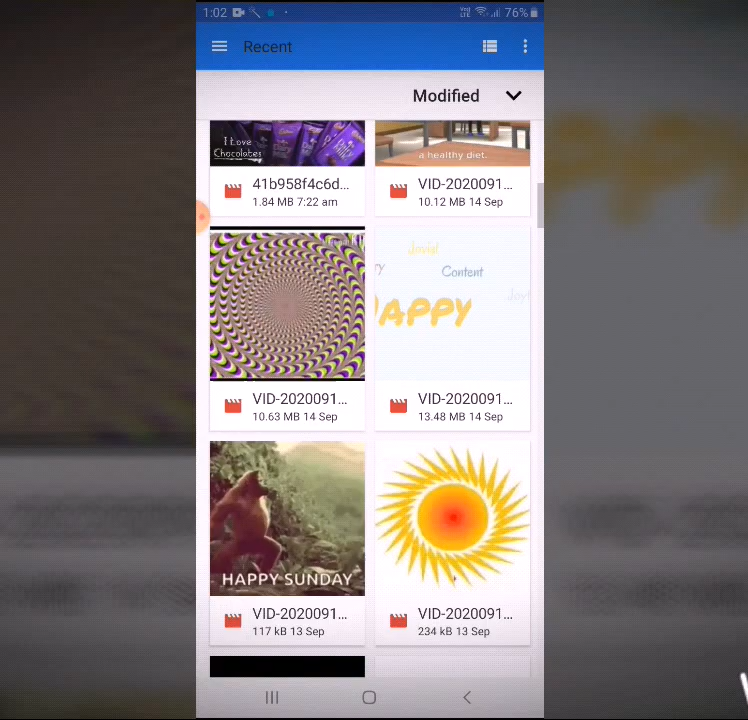 1:02
76%
Recent
Modified
I Love
Chocolates
a healthy diet.
41b958f4c6d...
VID-2020091...
1.84 MB 7:22 am
10.12 MB 14 Sep
Jovial
Content
HAPPY
VID-2020091...
VID-2020091...
10.63 MB 14 Sep
13.48 MB 14 Sep
HAPPY SUNDAY
VID-2020091...
VID-2020091...
117 kB 13 Sep
234 kB 13 Sep